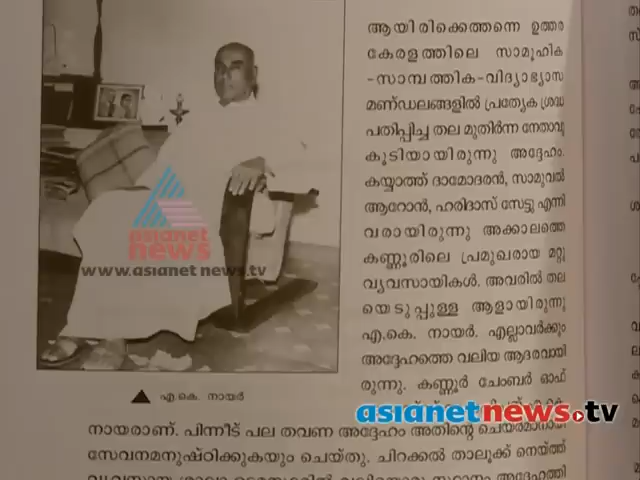 ആയിരിക്കെത്തന്നെ ഉത്തര
കേരളത്തിലെ സാമൂഹിക
-സാമ്പത്തിക-വിദ്യാഭ്യാസ
മണ്ഡലങ്ങളിൽ പ്രത്യേക ശ്രദ്ധ
പതിപ്പിച്ച തല മുതിർന്ന നേതാവു
കൂടിയായിരുന്നു അദ്ദേഹം.
കയ്യാത്ത് ദാമോദരൻ, സാമുവൽ
ആറോൻ, ഹരിദാസ് സേട്ടു എന്നി
വരായിരുന്നു അക്കാലത്തെ
കണ്ണൂരിലെ പ്രമുഖരായ മറ്റു
വ്യവസായികൾ. അവരിൽ തല
യെടുപ്പുള്ള ആളായിരുന്നു
എ.കെ. നായർ. എല്ലാവർക്കും
അദ്ദേഹത്തെ വലിയ ആദരവായി
രുന്നു. കണ്ണൂർ ചേംബർ ഓഫ്
asianet
news
www.asianetnews.tv
▲ എ.കെ. നായർ
asianetnews.tv
നായരാണ്. പിന്നീട് പല തവണ അദ്ദേഹം അതിന്റെ ചെയർമാനായി
സേവനമനുഷ്ഠിക്കുകയും ചെയ്തു. ചിറക്കൽ താലൂക്ക് നെയ്ത്ത്